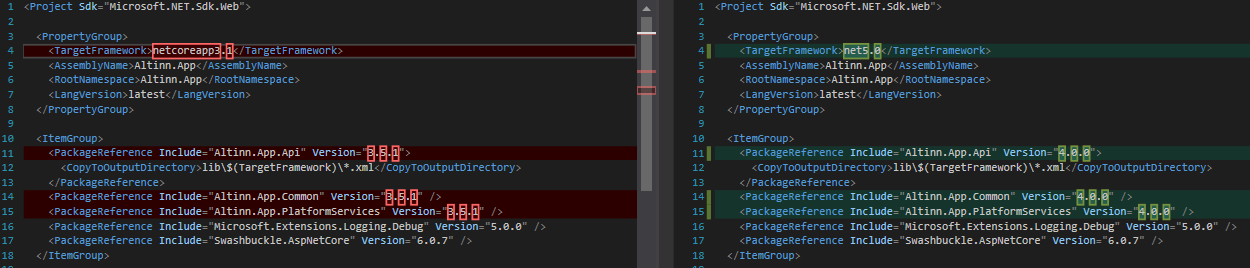 1 <Project Sdk="Microsoft.NET.Sdk.Web">
2
3 <PropertyGroup>
4 <TargetFramework>netcoreapp3.1</TargetFramework>
5 <AssemblyName>Altinn.App</AssemblyName>
6 <RootNamespace>Altinn.App</RootNamespace>
7 <LangVersion>latest</LangVersion>
8 </PropertyGroup>
9
10 <ItemGroup>
11 <PackageReference Include="Altinn.App.Api" Version="3.5.1">
12 <CopyToOutputDirectory>lib\$(TargetFramework)\*.xml</CopyToOutputDirectory>
13 </PackageReference>
14 <PackageReference Include="Altinn.App.Common" Version="3.5.1" />
15 <PackageReference Include="Altinn.App.PlatformServices" Version="3.5.1" />
16 <PackageReference Include="Microsoft.Extensions.Logging.Debug" Version="5.0.0" />
17 <PackageReference Include="Swashbuckle.AspNetCore" Version="6.0.7" />
18 </ItemGroup>
1 <Project Sdk="Microsoft.NET.Sdk.Web">
2
3 <PropertyGroup>
4 <TargetFramework>net5.0</TargetFramework>
5 <AssemblyName>Altinn.App</AssemblyName>
6 <RootNamespace>Altinn.App</RootNamespace>
7 <LangVersion>latest</LangVersion>
8 </PropertyGroup>
9
10 <ItemGroup>
11 <PackageReference Include="Altinn.App.Api" Version="4.0.0">
12 <CopyToOutputDirectory>lib\$(TargetFramework)\*.xml</CopyToOutputDirectory>
13 </PackageReference>
14 <PackageReference Include="Altinn.App.Common" Version="4.0.0" />
15 <PackageReference Include="Altinn.App.PlatformServices" Version="4.0.0" />
16 <PackageReference Include="Microsoft.Extensions.Logging.Debug" Version="5.0.0" />
17 <PackageReference Include="Swashbuckle.AspNetCore" Version="6.0.7" />
18 </ItemGroup>